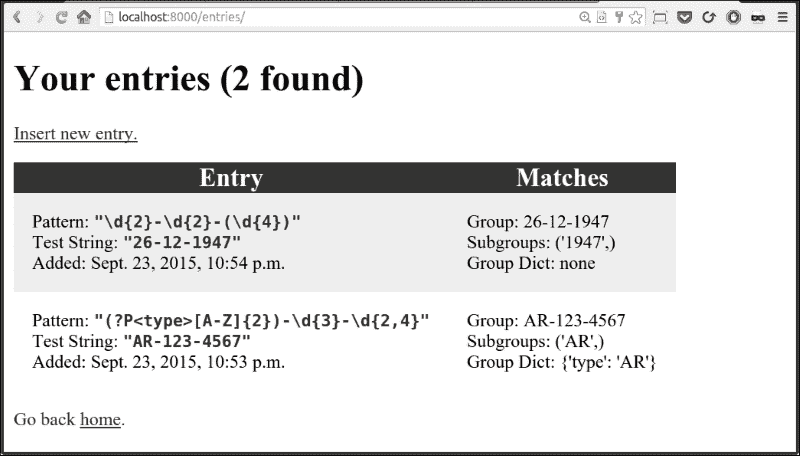 localhost:8000/entries/
Your entries (2 found)
Insert new entry.
Entry Matches
Pattern: "\d{2}-\d{2}-(\d{4})" Group: 26-12-1947
Test String: "26-12-1947" Subgroups: ('1947',)
Added: Sept. 23, 2015, 10:54 p.m. Group Dict: none
Pattern: "(?P<type>[A-Z]{2})-\d{3}-\d{2,4}" Group: AR-123-4567
Test String: "AR-123-4567" Subgroups: ('AR',)
Added: Sept. 23, 2015, 10:53 p.m. Group Dict: {'type': 'AR'}
Go back home.